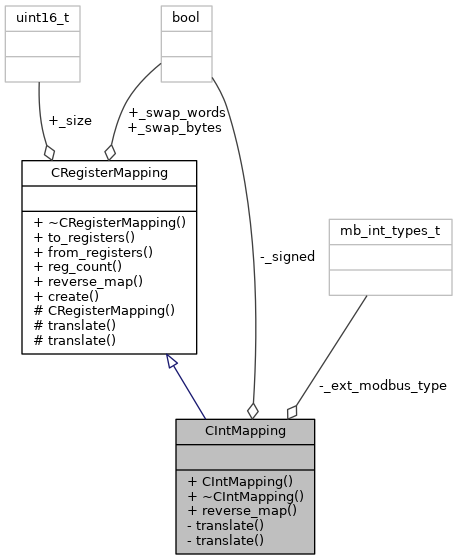 uint16_t
bool
+_size
+_swap_words
+_swap_bytes
CRegisterMapping
+ ~CRegisterMapping()
+ to_registers()
+ from_registers()
+ reg_count()
+ reverse_map()
+ create()
# CRegisterMapping()
# translate()
# translate()
mb_int_types_t
-_signed
-_ext_modbus_type
CIntMapping
+ CIntMapping()
+ ~CIntMapping()
+ reverse_map()
- translate()
- translate()